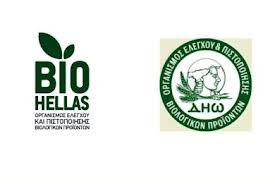 BIO
HELLAS
ΟΡΓΑΝΙΣΜΟΣ ΕΛΕΓΧΟΥ
ΚΑΙ ΠΙΣΤΟΠΟΙΗΣΗΣ
ΒΙΟΛΟΓΙΚΩΝ ΠΡΟΪΟΝΤΩΝ
ΟΡΓΑΝΙΣΜΟΣ ΕΛΕΓΧΟΥ & ΠΙΣΤΟΠΟΙΗΣΗΣ
ΔΗΩ
ΒΙΟΛΟΓΙΚΩΝ ΠΡΟΪΟΝΤΩΝ